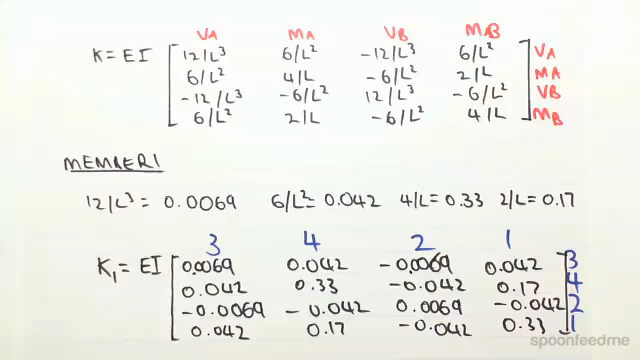 VA MA VB MB
K = EI [ 12/L³ 6/L² -12/L³ 6/L² ] VA
6/L² 4/L -6/L² 2/L MA
-12/L³ -6/L² 12/L³ -6/L² VB
6/L² 2/L -6/L² 4/L MB
MEMBER 1
12/L³ = 0.0069 6/L² = 0.042 4/L = 0.33 2/L = 0.17
3 4 2 1
K₁ = EI [ 0.0069 0.042 -0.0069 0.042 ] 3
0.042 0.33 -0.042 0.17 4
-0.0069 -0.042 0.0069 -0.042 2
0.042 0.17 -0.042 0.33 1
spoonfeedme